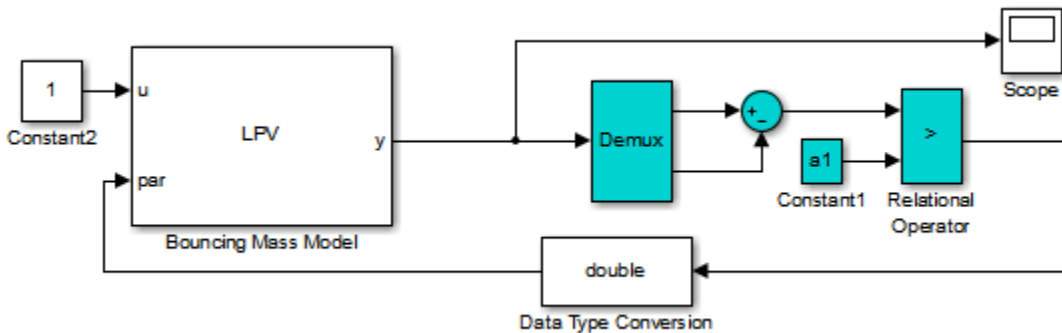 1
Constant2
u
par
LPV
y
Bouncing Mass Model
Demux
+
−
a1
Constant1
>
Relational
Operator
Scope
double
Data Type Conversion